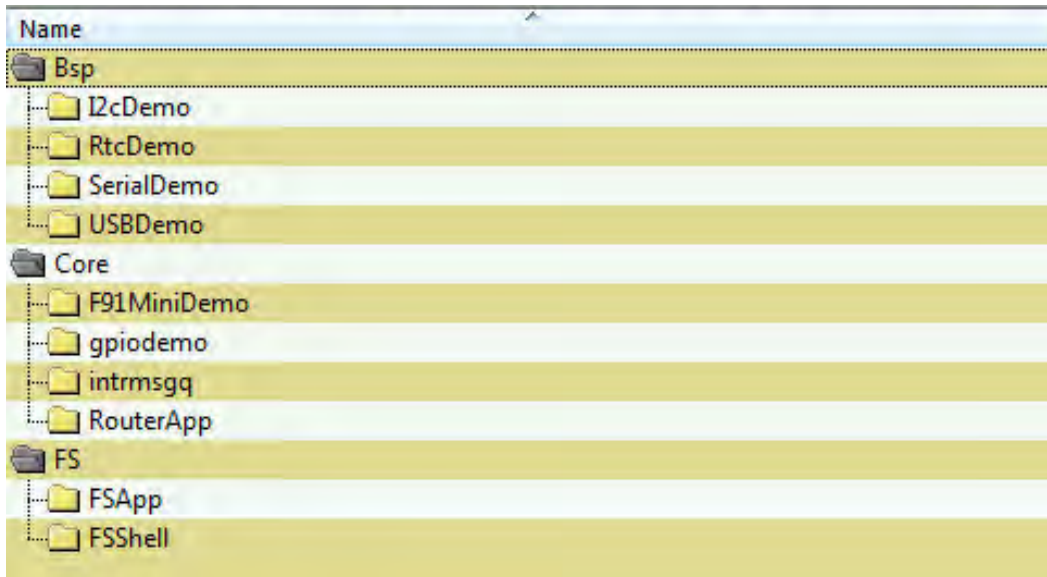 Name
Bsp
I2cDemo
RtcDemo
SerialDemo
USBDemo
Core
F91MiniDemo
gpiodemo
intrmsgq
RouterApp
FS
FSApp
FSShell